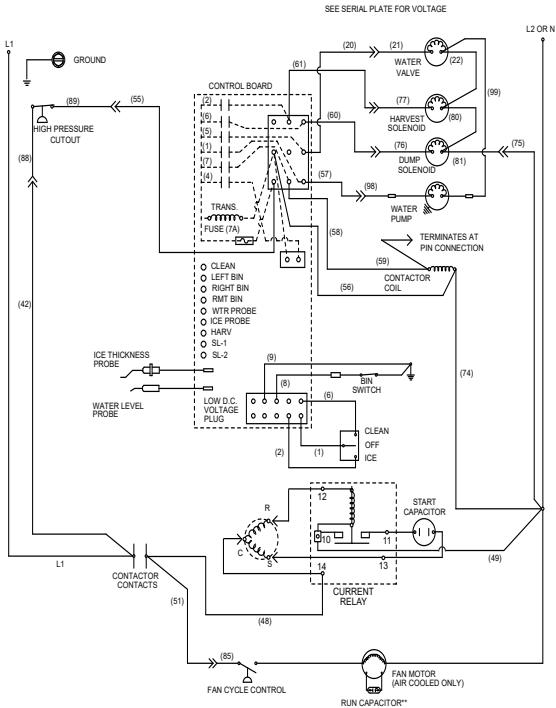 SEE SERIAL PLATE FOR VOLTAGE
L1
L2 OR N
GROUND
(20)
(21)
WATER
VALVE
(22)
(61)
(99)
CONTROL BOARD
(89)
(55)
(2)
(77)
HARVEST
SOLENOID
(80)
(6)
(60)
HIGH PRESSURE
CUTOUT
(5)
(76)
DUMP
SOLENOID
(81)
(75)
(1)
(88)
(7)
(57)
(4)
(98)
WATER
PUMP
TRANS.
FUSE (7A)
(58)
TERMINATES AT
PIN CONNECTION
(59)
CONTACTOR
COIL
(56)
CLEAN
LEFT BIN
RIGHT BIN
RMT BIN
WTR PROBE
ICE PROBE
HARV
SL-1
SL-2
(42)
ICE THICKNESS
PROBE
(9)
(74)
(8)
BIN
SWITCH
WATER LEVEL
PROBE
LOW D.C.
VOLTAGE
PLUG
(6)
CLEAN
OFF
ICE
(2)
(1)
R
12
START
CAPACITOR
C
10
11
S
14
13
(49)
L1
CONTACTOR
CONTACTS
CURRENT
RELAY
(51)
(48)
(85)
FAN CYCLE CONTROL
FAN MOTOR
(AIR COOLED ONLY)
RUN CAPACITOR**